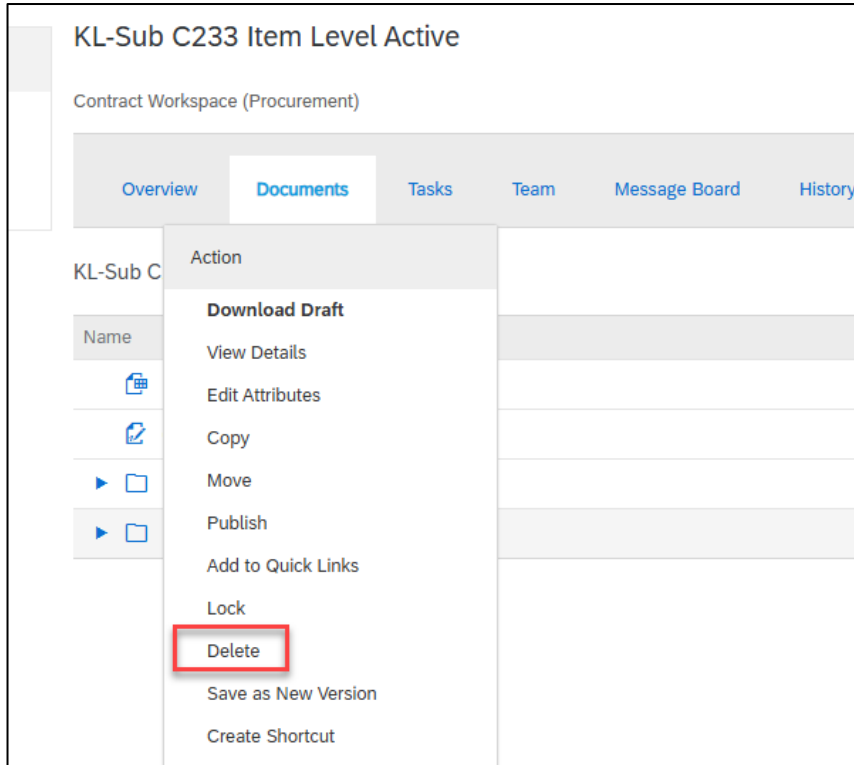 KL-Sub C233 Item Level Active
Contract Workspace (Procurement)
Overview Documents Tasks Team Message Board History
Action
KL-Sub C
Download Draft
Name
View Details
Edit Attributes
Copy
Move
Publish
Add to Quick Links
Lock
Delete
Save as New Version
Create Shortcut